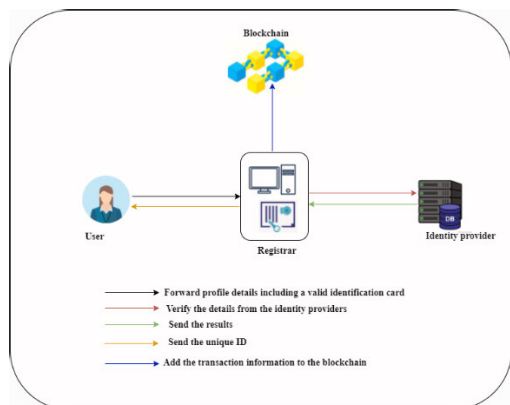 Blockchain
User
Registrar
DB
Identity provider
Forward profile details including a valid identification card
Verify the details from the identity providers
Send the results
Send the unique ID
Add the transaction information to the blockchain